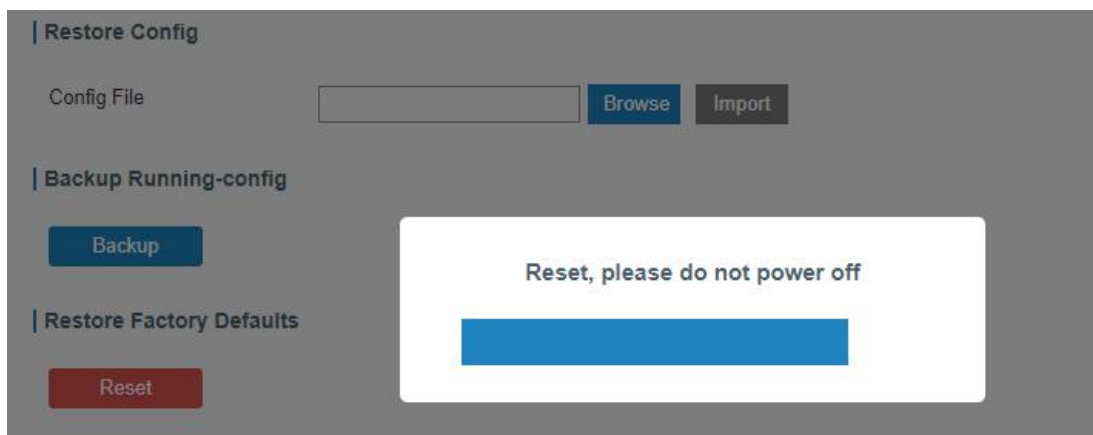 Restore Config
Config File
Browse
Import
Backup Running-config
Backup
Reset, please do not power off
Restore Factory Defaults
Reset